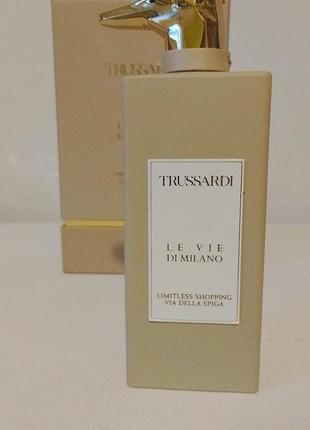 TRUSSARDI
TRUSSARDI
LE VIE
DI MILANO
LIMITLESS SHOPPING
VIA DELLA SPIGA